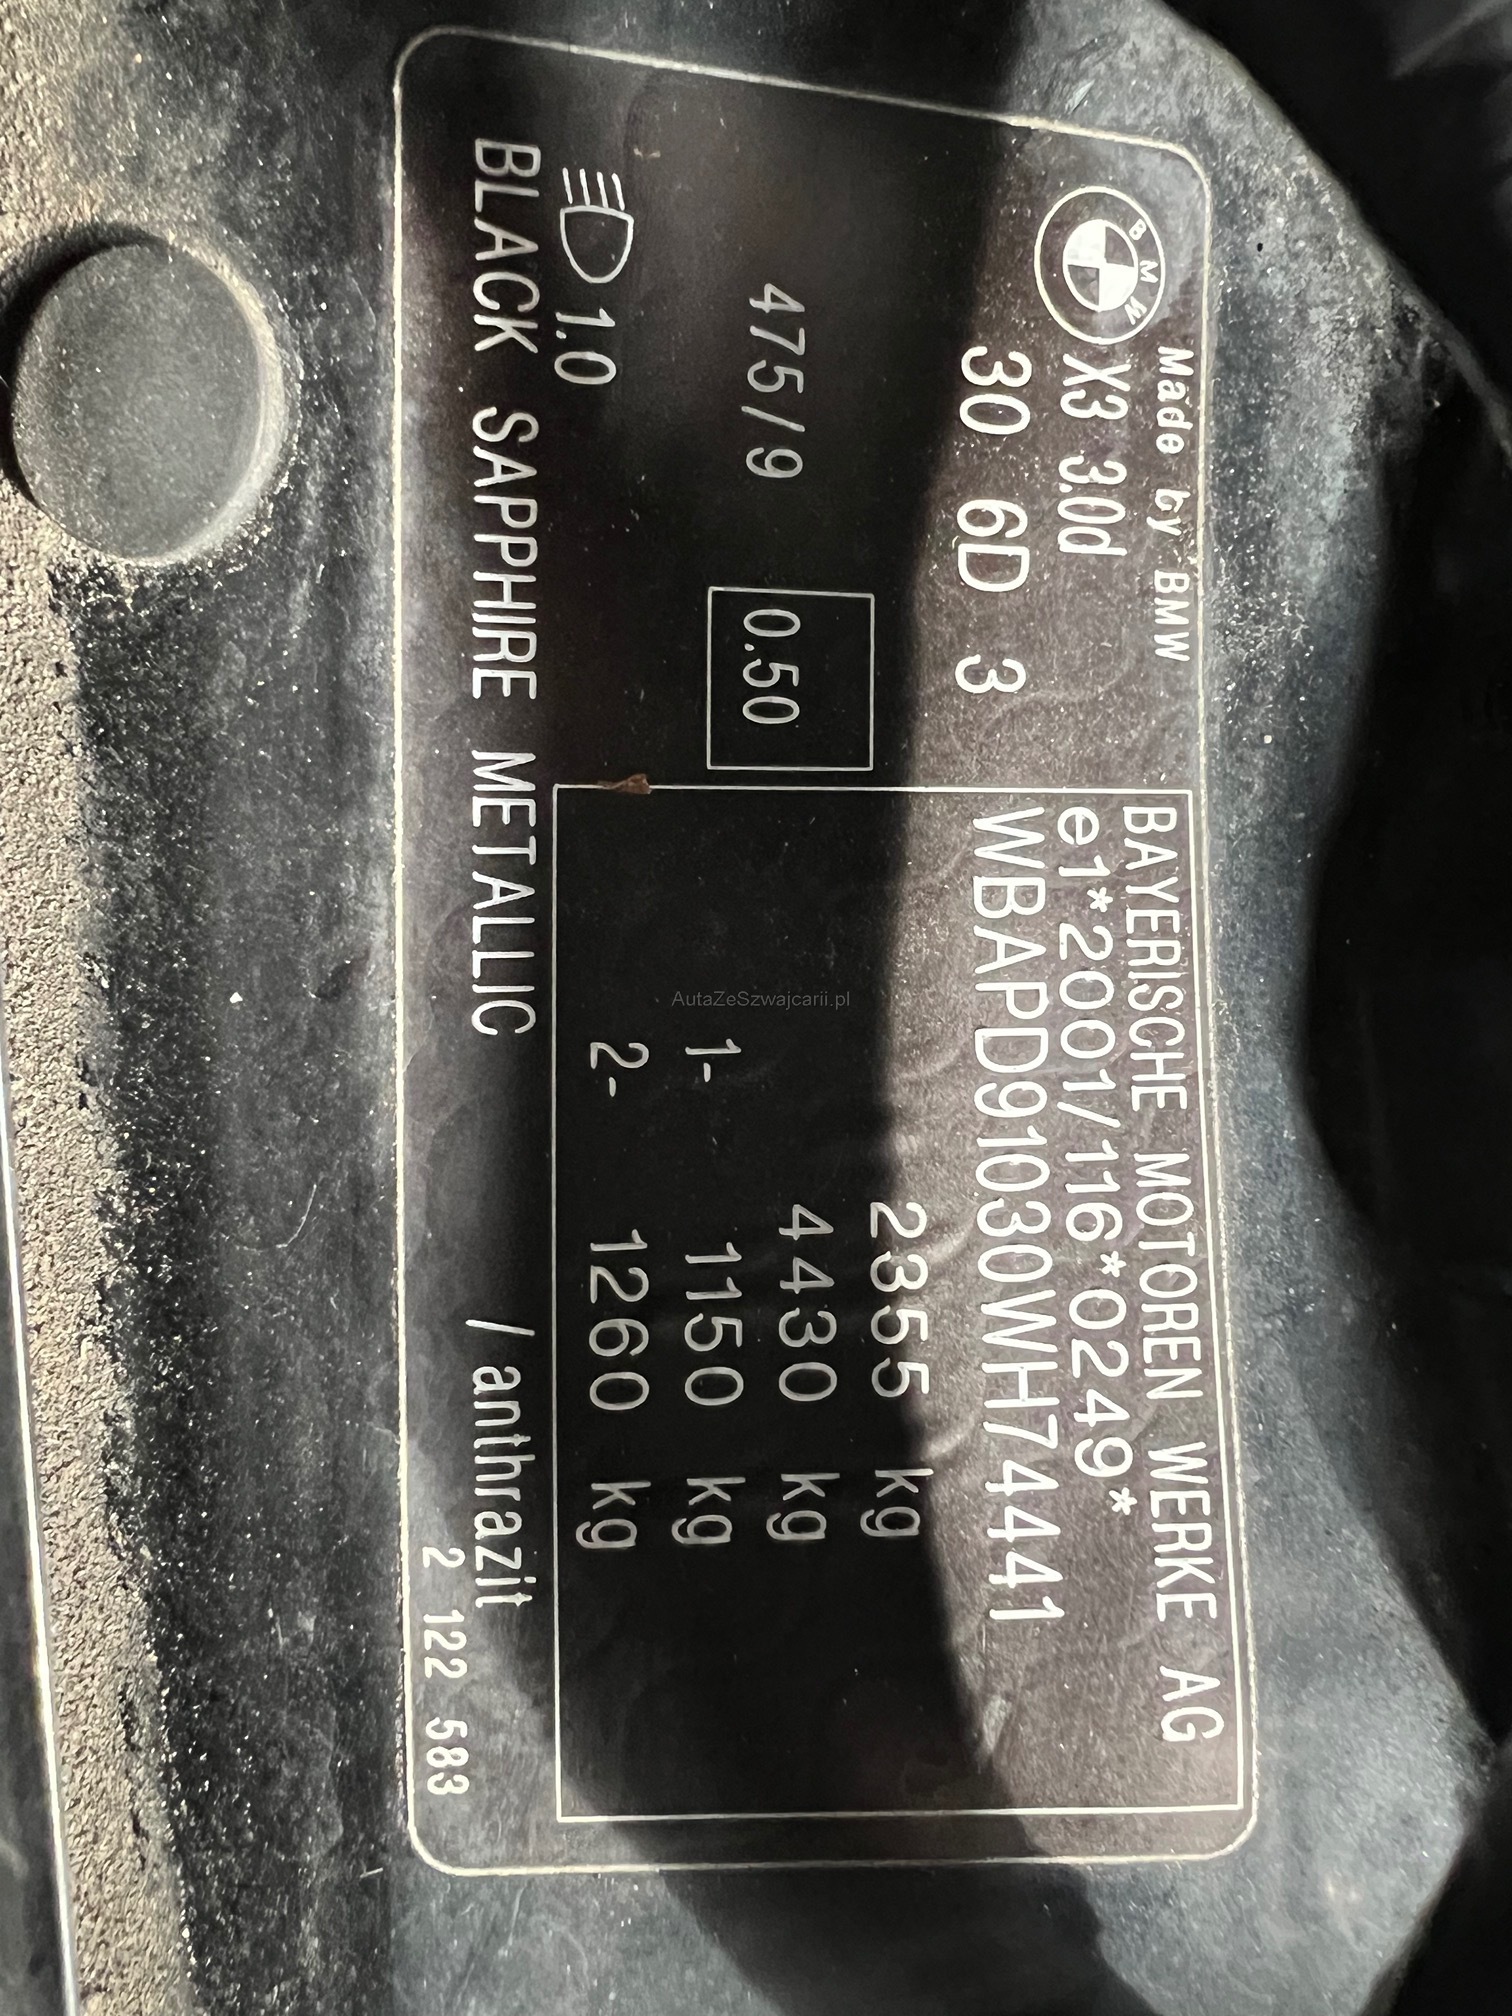 Made by BMW
BMW
X3 3.0d
30 6D 3
475/9
0.50
1.0
BAYERISCHE MOTOREN WERKE AG
e1*2001/116*0249*
WBAPD91030WH74441
2355 kg
4430 kg
1- 1150 kg
2- 1260 kg
BLACK SAPPHIRE METALLIC / anthrazit
2 122 583
AutaZeSzwajcarii.pl